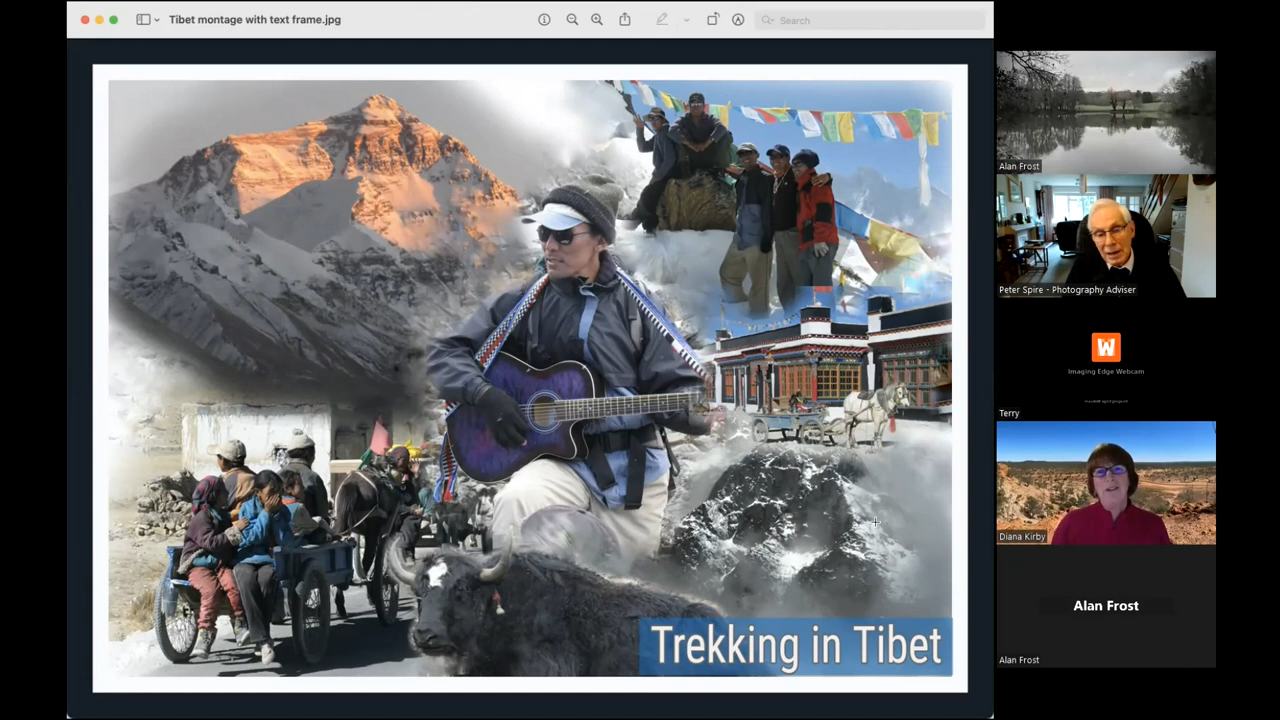 Tibet montage with text frame.jpg
Search
Trekking in Tibet
Alan Frost
Peter Spire - Photography Adviser
W
Imaging Edge Webcam
Terry
Diana Kirby
Alan Frost
Alan Frost